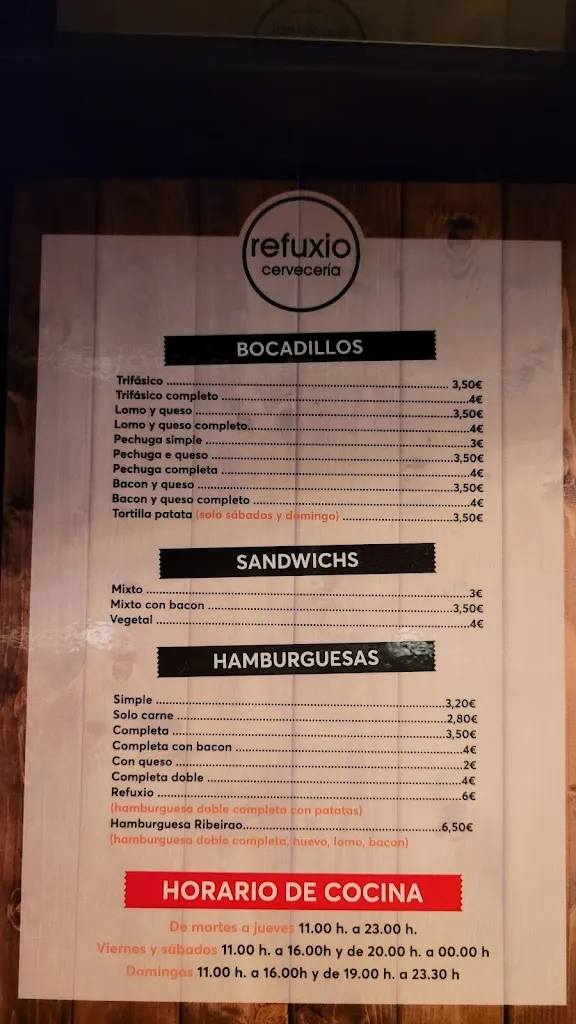 refuxio
cervecería
BOCADILLOS
Trifásico ........ 3,50€
Trifásico completo ........ 4€
Lomo y queso ........ 3,50€
Lomo y queso completo ........ 4€
Pechuga simple ........ 3€
Pechuga e queso ........ 3,50€
Pechuga completa ........ 4€
Bacon y queso ........ 3,50€
Bacon y queso completo ........ 4€
Tortilla patata (solo sábados y domingo) ........ 3,50€
SANDWICHS
Mixto ........ 3€
Mixto con bacon ........ 3,50€
Vegetal ........ 4€
HAMBURGUESAS
Simple ........ 3,20€
Solo carne ........ 2,80€
Completa ........ 3,50€
Completa con bacon ........ 4€
Con queso ........ 2€
Completa doble ........ 4€
Refuxio ........ 6€
(hamburguesa doble completa con patatas)
Hamburguesa Ribeirao ........ 6,50€
(hamburguesa doble completa, huevo, lomo, bacon)
HORARIO DE COCINA
De martes a jueves 11.00 h. a 23.00 h.
Viernes y sábados 11.00 h. a 16.00h y de 20.00 h. a 00.00 h
Domingos 11.00 h. a 16.00h y de 19.00 h. a 23.30 h